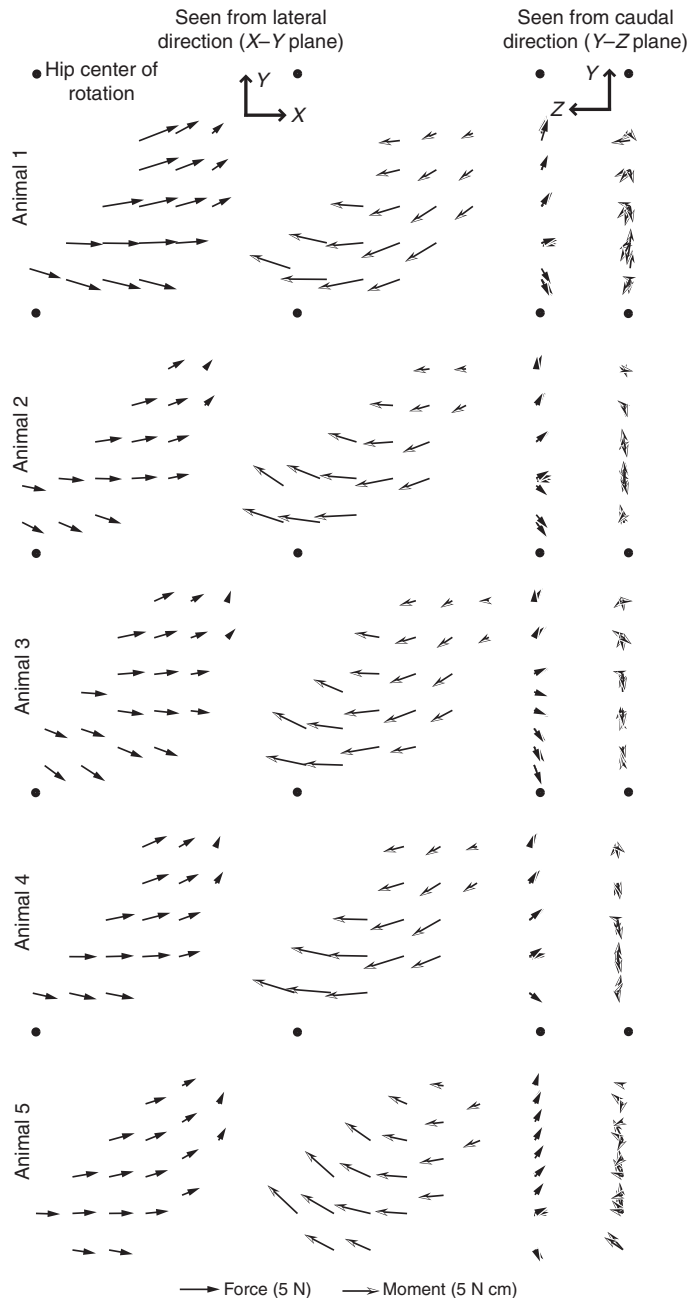 Seen from lateral
direction (X–Y plane)
Seen from caudal
direction (Y–Z plane)
Hip center of
rotation
Y
X
Y
Z
Animal 1
Animal 2
Animal 3
Animal 4
Animal 5
Force (5 N)
Moment (5 N cm)